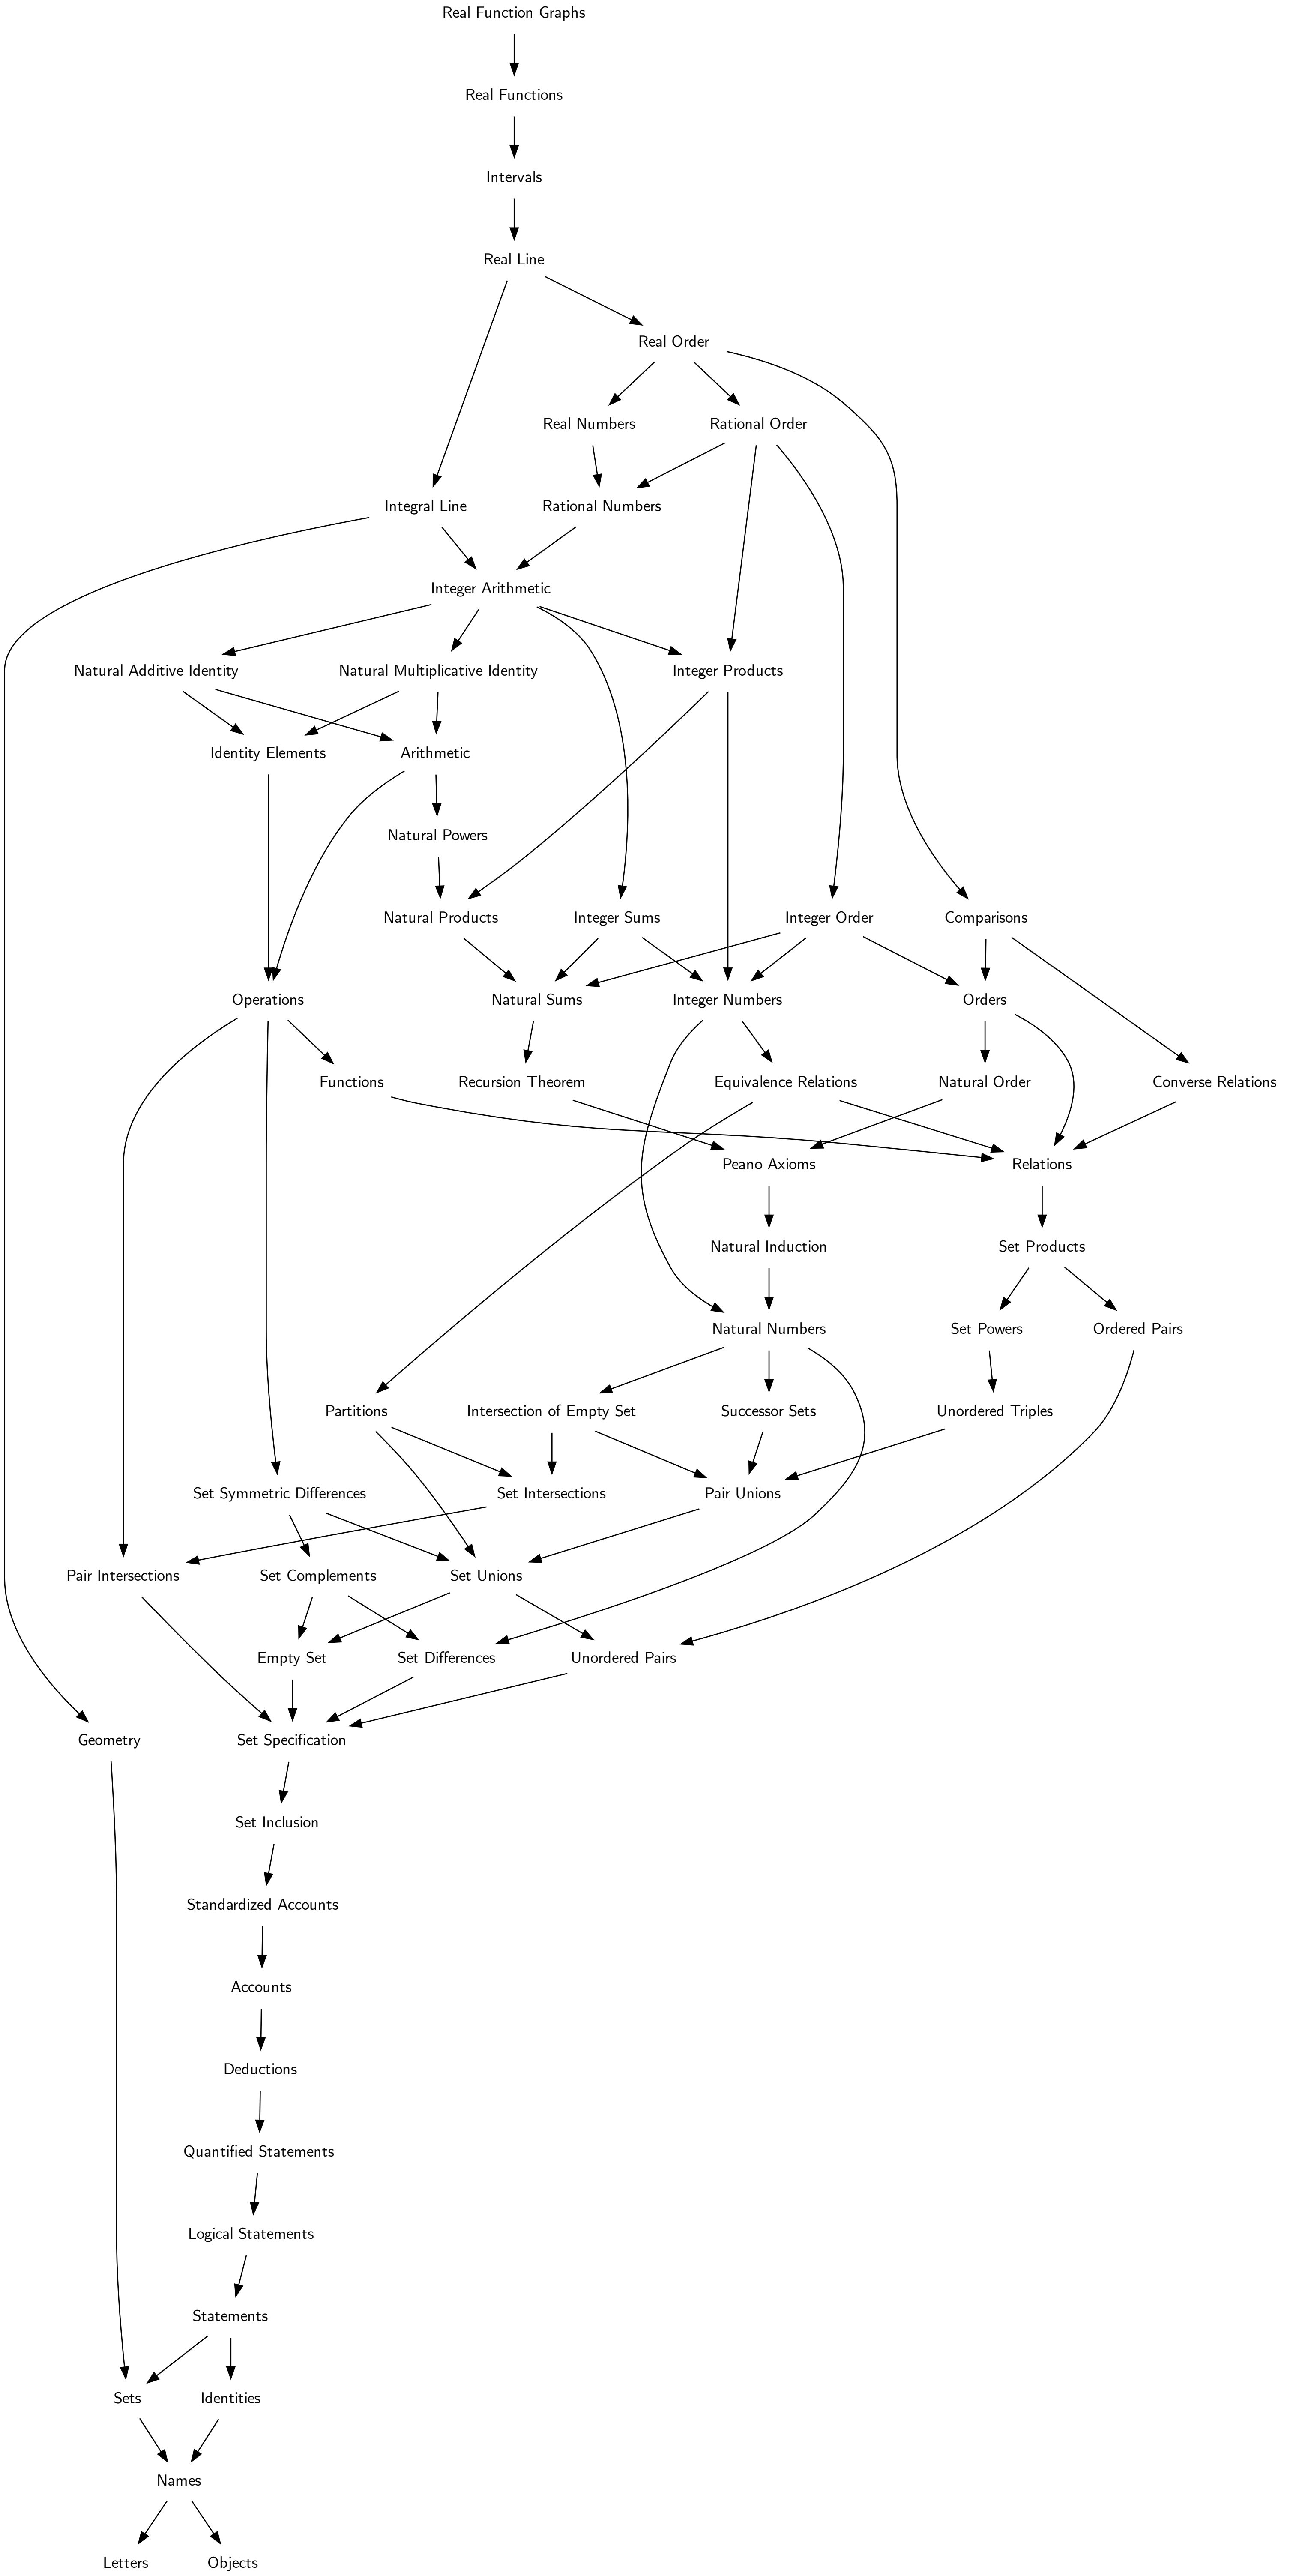 Real Function Graphs
Real Functions
Intervals
Real Line
Real Order
Real Numbers
Rational Order
Integral Line
Rational Numbers
Integer Arithmetic
Natural Additive Identity
Natural Multiplicative Identity
Integer Products
Identity Elements
Arithmetic
Natural Powers
Natural Products
Integer Sums
Integer Order
Comparisons
Operations
Natural Sums
Integer Numbers
Orders
Functions
Recursion Theorem
Equivalence Relations
Natural Order
Converse Relations
Peano Axioms
Relations
Natural Induction
Set Products
Natural Numbers
Set Powers
Ordered Pairs
Partitions
Intersection of Empty Set
Successor Sets
Unordered Triples
Set Symmetric Differences
Set Intersections
Pair Unions
Pair Intersections
Set Complements
Set Unions
Empty Set
Set Differences
Unordered Pairs
Geometry
Set Specification
Set Inclusion
Standardized Accounts
Accounts
Deductions
Quantified Statements
Logical Statements
Statements
Sets
Identities
Names
Letters
Objects